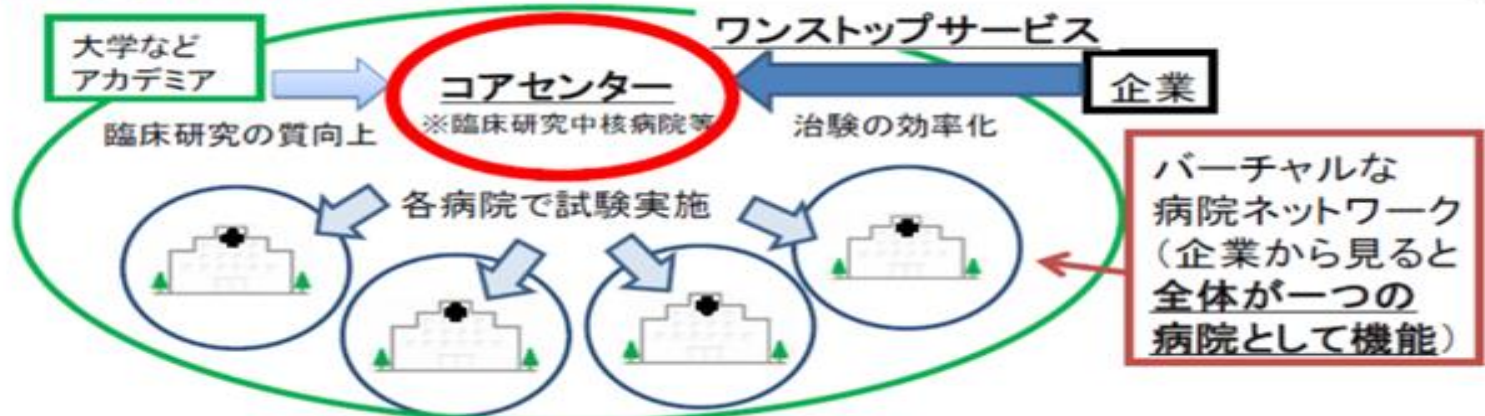 大学など
アカデミア
ワンストップサービス
コアセンター
※臨床研究中核病院等
企業
臨床研究の質向上
治験の効率化
各病院で試験実施
バーチャルな
病院ネットワーク
（企業から見ると
全体が一つの
病院として機能）